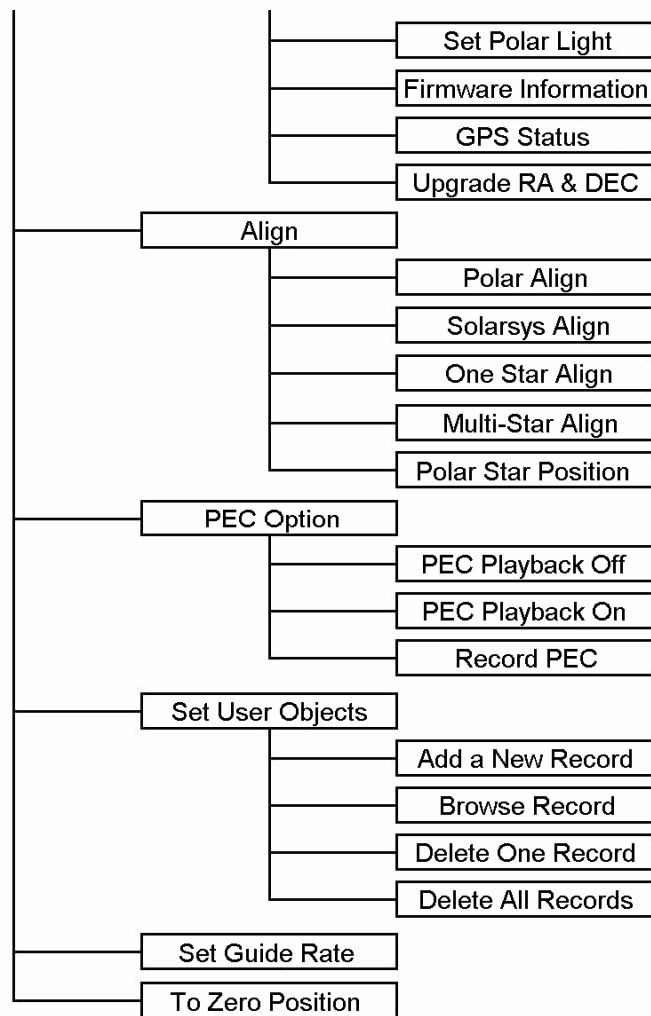 Set Polar Light
Firmware Information
GPS Status
Upgrade RA & DEC
Align
Polar Align
Solarsys Align
One Star Align
Multi-Star Align
Polar Star Position
PEC Option
PEC Playback Off
PEC Playback On
Record PEC
Set User Objects
Add a New Record
Browse Record
Delete One Record
Delete All Records
Set Guide Rate
To Zero Position